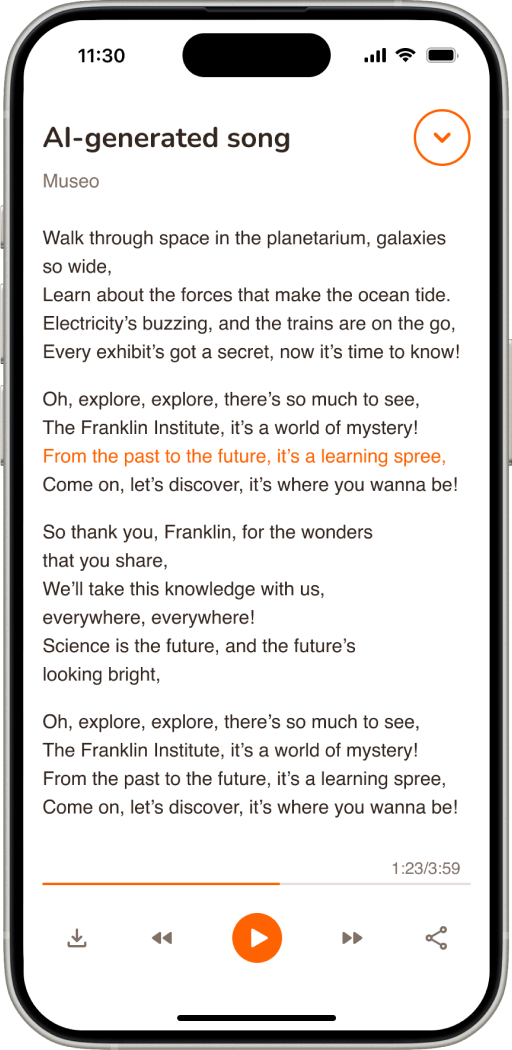 11:30
AI-generated song
Museo
Walk through space in the planetarium, galaxies
so wide,
Learn about the forces that make the ocean tide.
Electricity’s buzzing, and the trains are on the go,
Every exhibit’s got a secret, now it’s time to know!
Oh, explore, explore, there’s so much to see,
The Franklin Institute, it’s a world of mystery!
From the past to the future, it’s a learning spree,
Come on, let’s discover, it’s where you wanna be!
So thank you, Franklin, for the wonders
that you share,
We’ll take this knowledge with us,
everywhere, everywhere!
Science is the future, and the future’s
looking bright,
Oh, explore, explore, there’s so much to see,
The Franklin Institute, it’s a world of mystery!
From the past to the future, it’s a learning spree,
Come on, let’s discover, it’s where you wanna be!
1:23/3:59